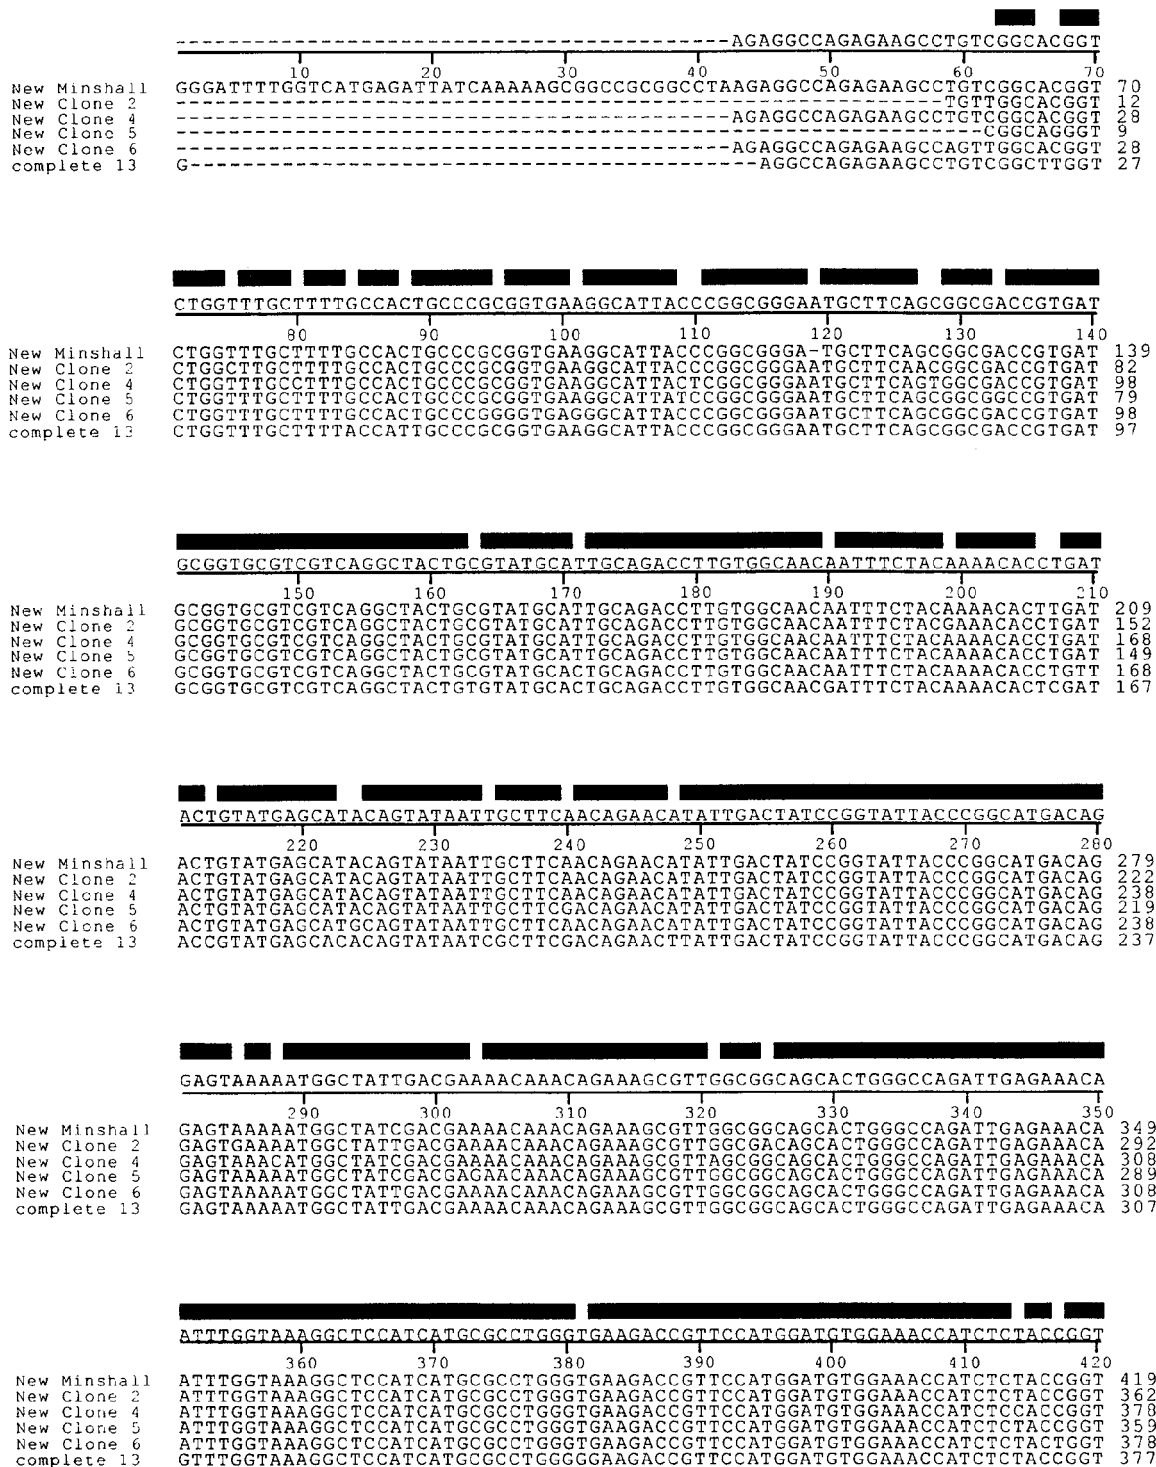 ------------------------------------------AGAGGCCAGAGAAGCCTGTCGGCACGGT
10 20 30 40 50 60 70
New Minshall GGGATTTTGGTCATGAGATTATCAAAAAGCGGCCGCGGCCTAAGAGGCCAGAGAAGCCTGTCGGCACGGT 70
New Clone 2 ----------------------------------------------------------TGTTGGCACGGT 12
New Clone 4 ------------------------------------------AGAGGCCAGAGAAGCCTGTCGGCACGGT 28
New Clone 5 -------------------------------------------------------------CGGCAGGGT 9
New Clone 6 ------------------------------------------AGAGGCCAGAGAAGCCAGTTGGCACGGT 28
complete 13 G-------------------------------------------AGGCCAGAGAAGCCTGTCGGCTTGGT 27
CTGGTTTGCTTTTGCCACTGCCCGCGGTGAAGGCATTACCCGGCGGGAATGCTTCAGCGGCGACCGTGAT
80 90 100 110 120 130 140
New Minshall CTGGTTTGCTTTTGCCACTGCCCGCGGTGAAGGCATTACCCGGCGGGA-TGCTTCAGCGGCGACCGTGAT 139
New Clone 2 CTGGCTTGCTTTTGCCACTGCCCGCGGTGAAGGCATTACCCGGCGGGAATGCTTCAACGGCGACCGTGAT 82
New Clone 4 CTGGTTTGCCTTTGCCACTGCCCGCGGTGAAGGCATTACTCGGCGGGAATGCTTCAGTGGCGACCGTGAT 98
New Clone 5 CTGGTTTGCTTTTGCCACTGCCCGCGGTGAAGGCATTATCCGGCGGGAATGCTTCAGCGGCGGCCGTGAT 79
New Clone 6 CTGGTTTGCTTTTGCCACTGCCCGGGGTGAGGGCATTACCCGGCGGGAATGCTTCAGCGGCGACCGTGAT 98
complete 13 CTGGTTTGCTTTTACCATTGCCCGCGGTGAAGGCATTACCCGGCGGGAATGCTTCAGCGGCGACCGTGAT 97
GCGGTGCGTCGTCAGGCTACTGCGTATGCATTGCAGACCTTGTGGCAACAATTTCTACAAAACACCTGAT
150 160 170 180 190 200 210
New Minshall GCGGTGCGTCGTCAGGCTACTGCGTATGCATTGCAGACCTTGTGGCAACAATTTCTACAAAACACTTGAT 209
New Clone 2 GCGGTGCGTCGTCAGGCTACTGCGTATGCATTGCAGACCTTGTGGCAACAATTTCTACGAAACACCTGAT 152
New Clone 4 GCGGTGCGTCGTCAGGCTACTGCGTATGCATTGCAGACCTTGTGGCAACAATTTCTACAAAACACCTGAT 168
New Clone 5 GCGGTGCGTCGTCAGGCTACTGCGTATGCATTGCAGACCTTGTGGCAACAATTTCTACAAAACACCTGAT 149
New Clone 6 GCGGTGCGTCGTCAGGCTACTGCGTATGCACTGCAGACCTTGTGGCAACAATTTCTACAAAACACCTGTT 168
complete 13 GCGGTGCGTCGTCAGGCTACTGTGTATGCACTGCAGACCTTGTGGCAACGATTTCTACAAAACACTCGAT 167
ACTGTATGAGCATACAGTATAATTGCTTCAACAGAACATATTGACTATCCGGTATTACCCGGCATGACAG
220 230 240 250 260 270 280
New Minshall ACTGTATGAGCATACAGTATAATTGCTTCAACAGAACATATTGACTATCCGGTATTACCCGGCATGACAG 279
New Clone 2 ACTGTATGAGCATACAGTATAATTGCTTCAACAGAACATATTGACTATCCGGTATTACCCGGCATGACAG 222
New Clone 4 ACTGTATGAGCATACAGTATAATTGCTTCAACAGAACATATTGACTATCCGGTATTACCCGGCATGACAG 238
New Clone 5 ACTGTATGAGCATACAGTATAATTGCTTCGACAGAACATATTGACTATCCGGTATTACCCGGCATGACAG 219
New Clone 6 ACTGTATGAGCATGCAGTATAATTGCTTCAACAGAACATATTGACTATCCGGTATTACCCGGCATGACAG 238
complete 13 ACCGTATGAGCACACAGTATAATCGCTTCGACAGAACTTATTGACTATCCGGTATTACCCGGCATGACAG 237
GAGTAAAAATGGCTATTGACGAAAACAAACAGAAAGCGTTGGCGGCAGCACTGGGCCAGATTGAGAAACA
290 300 310 320 330 340 350
New Minshall GAGTAAAAATGGCTATCGACGAAAACAAACAGAAAGCGTTGGCGGCAGCACTGGGCCAGATTGAGAAACA 349
New Clone 2 GAGTGAAAATGGCTATTGACGAAAACAAACAGAAAGCGTTGGCGACAGCACTGGGCCAGATTGAGAAACA 292
New Clone 4 GAGTAAACATGGCTATCGACGAAAACAAACAGAAAGCGTTAGCGGCAGCACTGGGCCAGATTGAGAAACA 308
New Clone 5 GAGTAAAAATGGCTATCGACGAGAACAAACAGAAAGCGTTGGCGGCAGCACTGGGCCAGATTGAGAAACA 289
New Clone 6 GAGTAAAAATGGCTATTGACGAAAACAAACAGAAAGCGTTGGCGGCAGCACTGGGCCAGATTGAGAAACA 308
complete 13 GAGTAAAAATGGCTATTGACGAAAACAAACAGAAAGCGTTGGCGGCAGCACTGGGCCAGATTGAGAAACA 307
ATTTGGTAAAGGCTCCATCATGCGCCTGGGTGAAGACCGTTCCATGGATGTGGAAACCATCTCTACCGGT
360 370 380 390 400 410 420
New Minshall ATTTGGTAAAGGCTCCATCATGCGCCTGGGTGAAGACCGTTCCATGGATGTGGAAACCATCTCTACCGGT 419
New Clone 2 ATTTGGTAAAGGCTCCATCATGCGCCTGGGTGAAGACCGTTCCATGGATGTGGAAACCATCTCTACCGGT 362
New Clone 4 ATTTGGTAAAGGCTCCATCATGCGCCTGGGTGAAGACCGTTCCATGGATGTGGAAACCATCTCCACCGGT 378
New Clone 5 ATTTGGTAAAGGCTCCATCATGCGCCTGGGTGAAGACCGTTCCATGGATGTGGAAACCATCTCTACCGGT 359
New Clone 6 ATTTGGTAAAGGCTCCATCATGCGCCTGGGTGAAGACCGTTCCATGGATGTGGAAACCATCTCTACTGGT 378
complete 13 GTTTGGTAAAGGCTCCATCATGCGCCTGGGGGAAGACCGTTCCATGGATGTGGAAACCATCTCTACCGGT 377